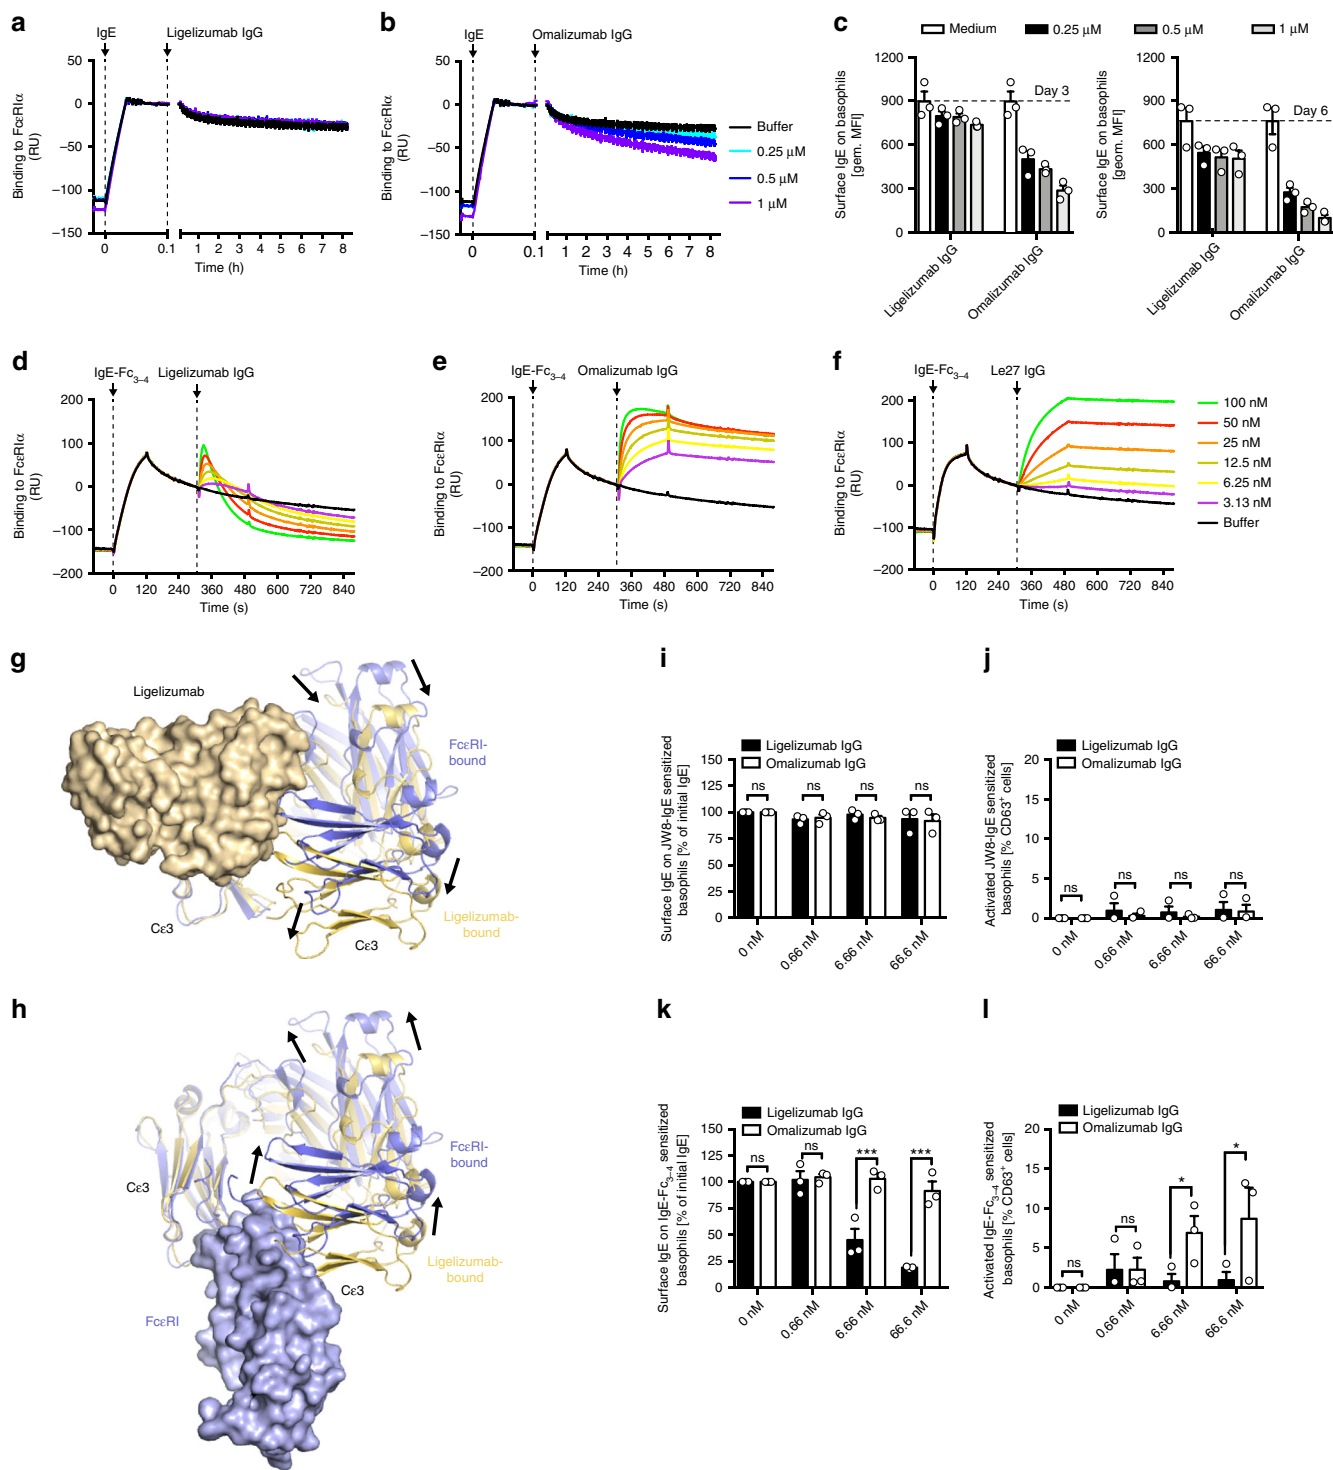 a
IgE
Ligelizumab IgG
Binding to FcεRIα
(RU)
50
0
−50
−100
−150
0
0.1
1
2
3
4
5
6
7
8
Time (h)
b
IgE
Omalizumab IgG
Binding to FcεRIα
(RU)
50
0
−50
−100
−150
0
0.1
1
2
3
4
5
6
7
8
Time (h)
Buffer
0.25 μM
0.5 μM
1 μM
c
Medium
0.25 μM
0.5 μM
1 μM
Surface IgE on basophils
[gem. MFI]
1200
900
600
300
0
Day 3
Ligelizumab IgG
Omalizumab IgG
Surface IgE on basophils
[geom. MFI]
1200
900
600
300
0
Day 6
Ligelizumab IgG
Omalizumab IgG
d
IgE-Fc3–4
Ligelizumab IgG
Binding to FcεRIα
(RU)
200
100
0
−100
−200
0
120
240
360
480
600
720
840
Time (s)
e
IgE-Fc3–4
Omalizumab IgG
Binding to FcεRIα
(RU)
200
100
0
−100
−200
0
120
240
360
480
600
720
840
Time (s)
f
IgE-Fc3–4
Le27 IgG
Binding to FcεRIα
(RU)
200
100
0
−100
−200
0
120
240
360
480
600
720
840
Time (s)
100 nM
50 nM
25 nM
12.5 nM
6.25 nM
3.13 nM
Buffer
g
Ligelizumab
FcεRI-
bound
Ligelizumab-
bound
Cε3
Cε3
h
Cε3
FcεRI-
bound
Ligelizumab-
bound
Cε3
FcεRI
i
Ligelizumab IgG
Omalizumab IgG
Surface IgE on JW8-IgE sensitized
basophils [% of initial IgE]
150
125
100
75
50
25
0
ns
ns
ns
ns
0 nM
0.66 nM
6.66 nM
66.6 nM
j
Ligelizumab IgG
Omalizumab IgG
Activated JW8-IgE sensitized
basophils [% CD63+ cells]
20
15
10
5
0
ns
ns
ns
ns
0 nM
0.66 nM
6.66 nM
66.6 nM
k
Ligelizumab IgG
Omalizumab IgG
Surface IgE on IgE-Fc3–4 sensitized
basophils [% of initial IgE]
150
125
100
75
50
25
0
ns
ns
***
***
0 nM
0.66 nM
6.66 nM
66.6 nM
l
Ligelizumab IgG
Omalizumab IgG
Activated IgE-Fc3–4 sensitized
basophils [% CD63+ cells]
20
15
10
5
0
ns
ns
*
*
0 nM
0.66 nM
6.66 nM
66.6 nM